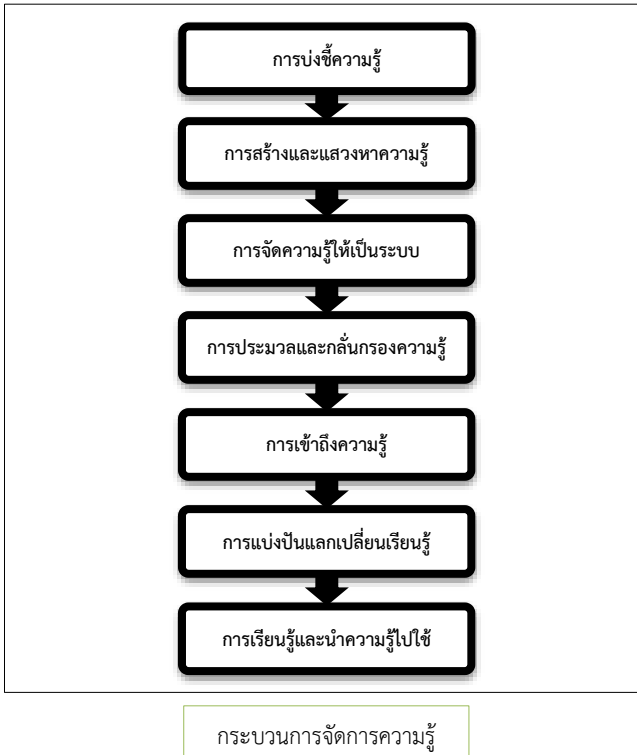 การบ่งชี้ความรู้
การสร้างและแสวงหาความรู้
การจัดความรู้ให้เป็นระบบ
การประมวลและกลั่นกรองความรู้
การเข้าถึงความรู้
การแบ่งปันแลกเปลี่ยนเรียนรู้
การเรียนรู้และนำความรู้ไปใช้
กระบวนการจัดการความรู้